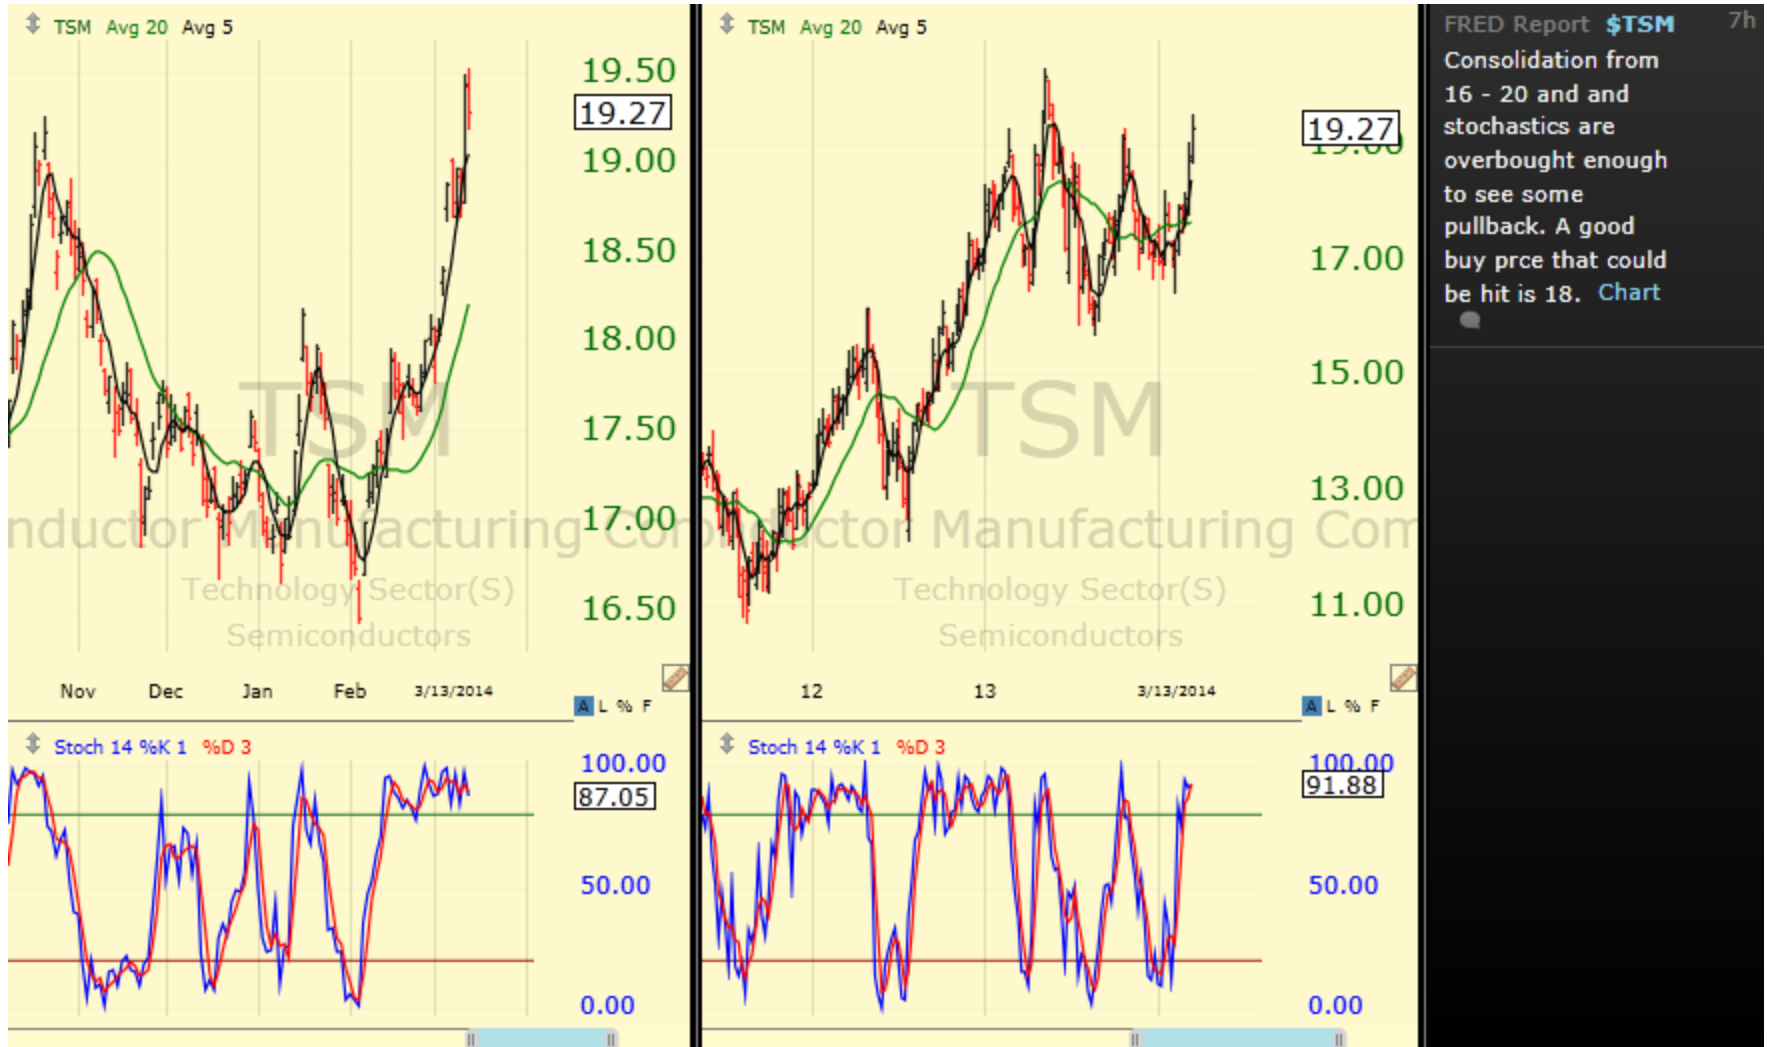 TSM Avg 20 Avg 5
19.50
19.27
19.00
18.50
18.00
17.50
17.00
16.50
TSM
nductor Manufacturing Cor
Technology Sector(S)
Semiconductors
Nov Dec Jan Feb 3/13/2014
A L % F
Stoch 14 %K 1 %D 3
100.00
87.05
50.00
0.00
TSM Avg 20 Avg 5
19.27
19.00
17.00
15.00
13.00
11.00
TSM
nductor Manufacturing Com
Technology Sector(S)
Semiconductors
12 13 3/13/2014
A L % F
Stoch 14 %K 1 %D 3
100.00
91.88
50.00
0.00
FRED Report $TSM 7h
Consolidation from
16 - 20 and and
stochastics are
overbought enough
to see some
pullback. A good
buy prce that could
be hit is 18. Chart